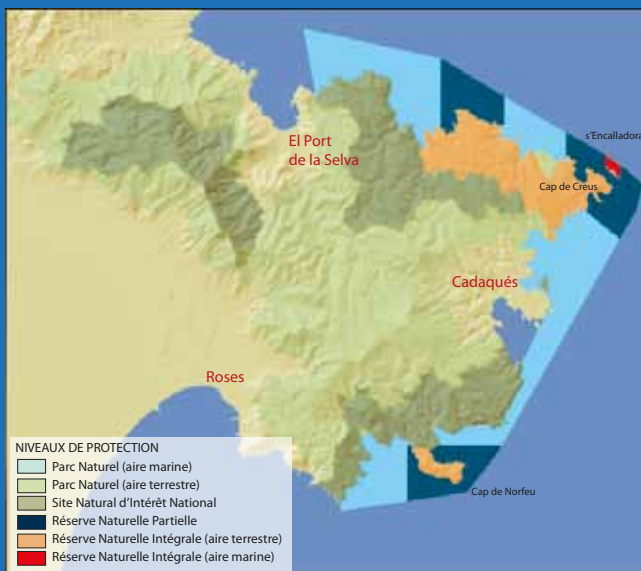 s'Encalladora
El Port
de la Selva
Cap de Creus
Cadaqués
Roses
NIVEAUX DE PROTECTION
Parc Naturel (aire marine)
Parc Naturel (aire terrestre)
Site Natural d'Intérêt National
Réserve Naturelle Partielle
Réserve Naturelle Intégrale (aire terrestre)
Réserve Naturelle Intégrale (aire marine)
Cap de Norfeu